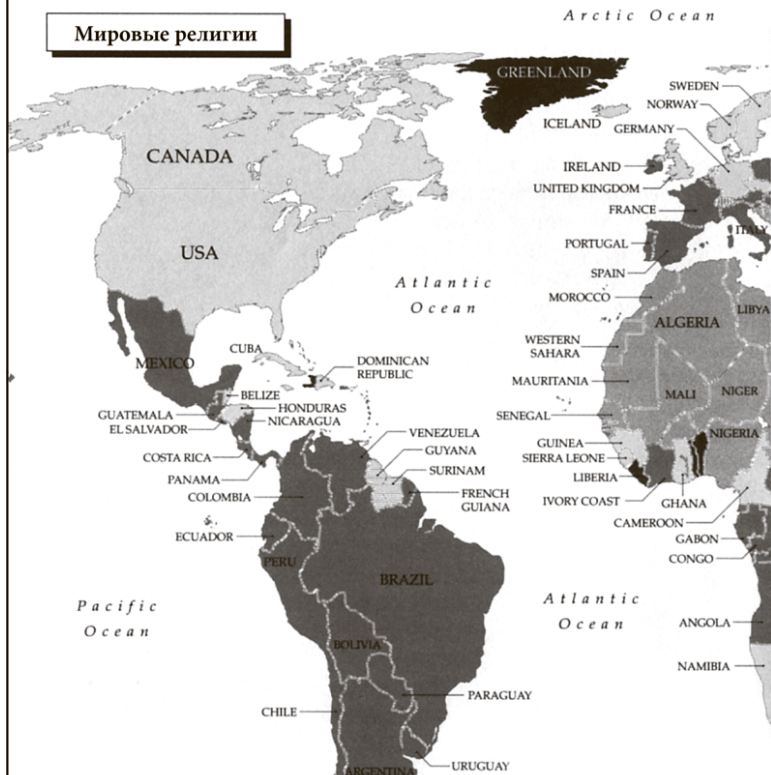 Arctic Ocean
Мировые религии
GREENLAND
SWEDEN
NORWAY
ICELAND
GERMANY
CANADA
IRELAND
UNITED KINGDOM
FRANCE
ITALY
USA
PORTUGAL
SPAIN
Atlantic
Ocean
MOROCCO
ALGERIA
LIBYA
WESTERN
SAHARA
CUBA
MEXICO
DOMINICAN
REPUBLIC
MAURITANIA
MALI
NIGER
BELIZE
HONDURAS
GUATEMALA
NICARAGUA
EL SALVADOR
SENEGAL
NIGERIA
COSTA RICA
VENEZUELA
GUYANA
GUINEA
SIERRA LEONE
PANAMA
SURINAM
LIBERIA
COLOMBIA
FRENCH
GUIANA
IVORY COAST
GHANA
CAMEROON
ECUADOR
GABON
PERU
CONGO
BRAZIL
Pacific
Ocean
Atlantic
Ocean
ANGOLA
BOLIVIA
NAMIBIA
PARAGUAY
CHILE
URUGUAY
ARGENTINA